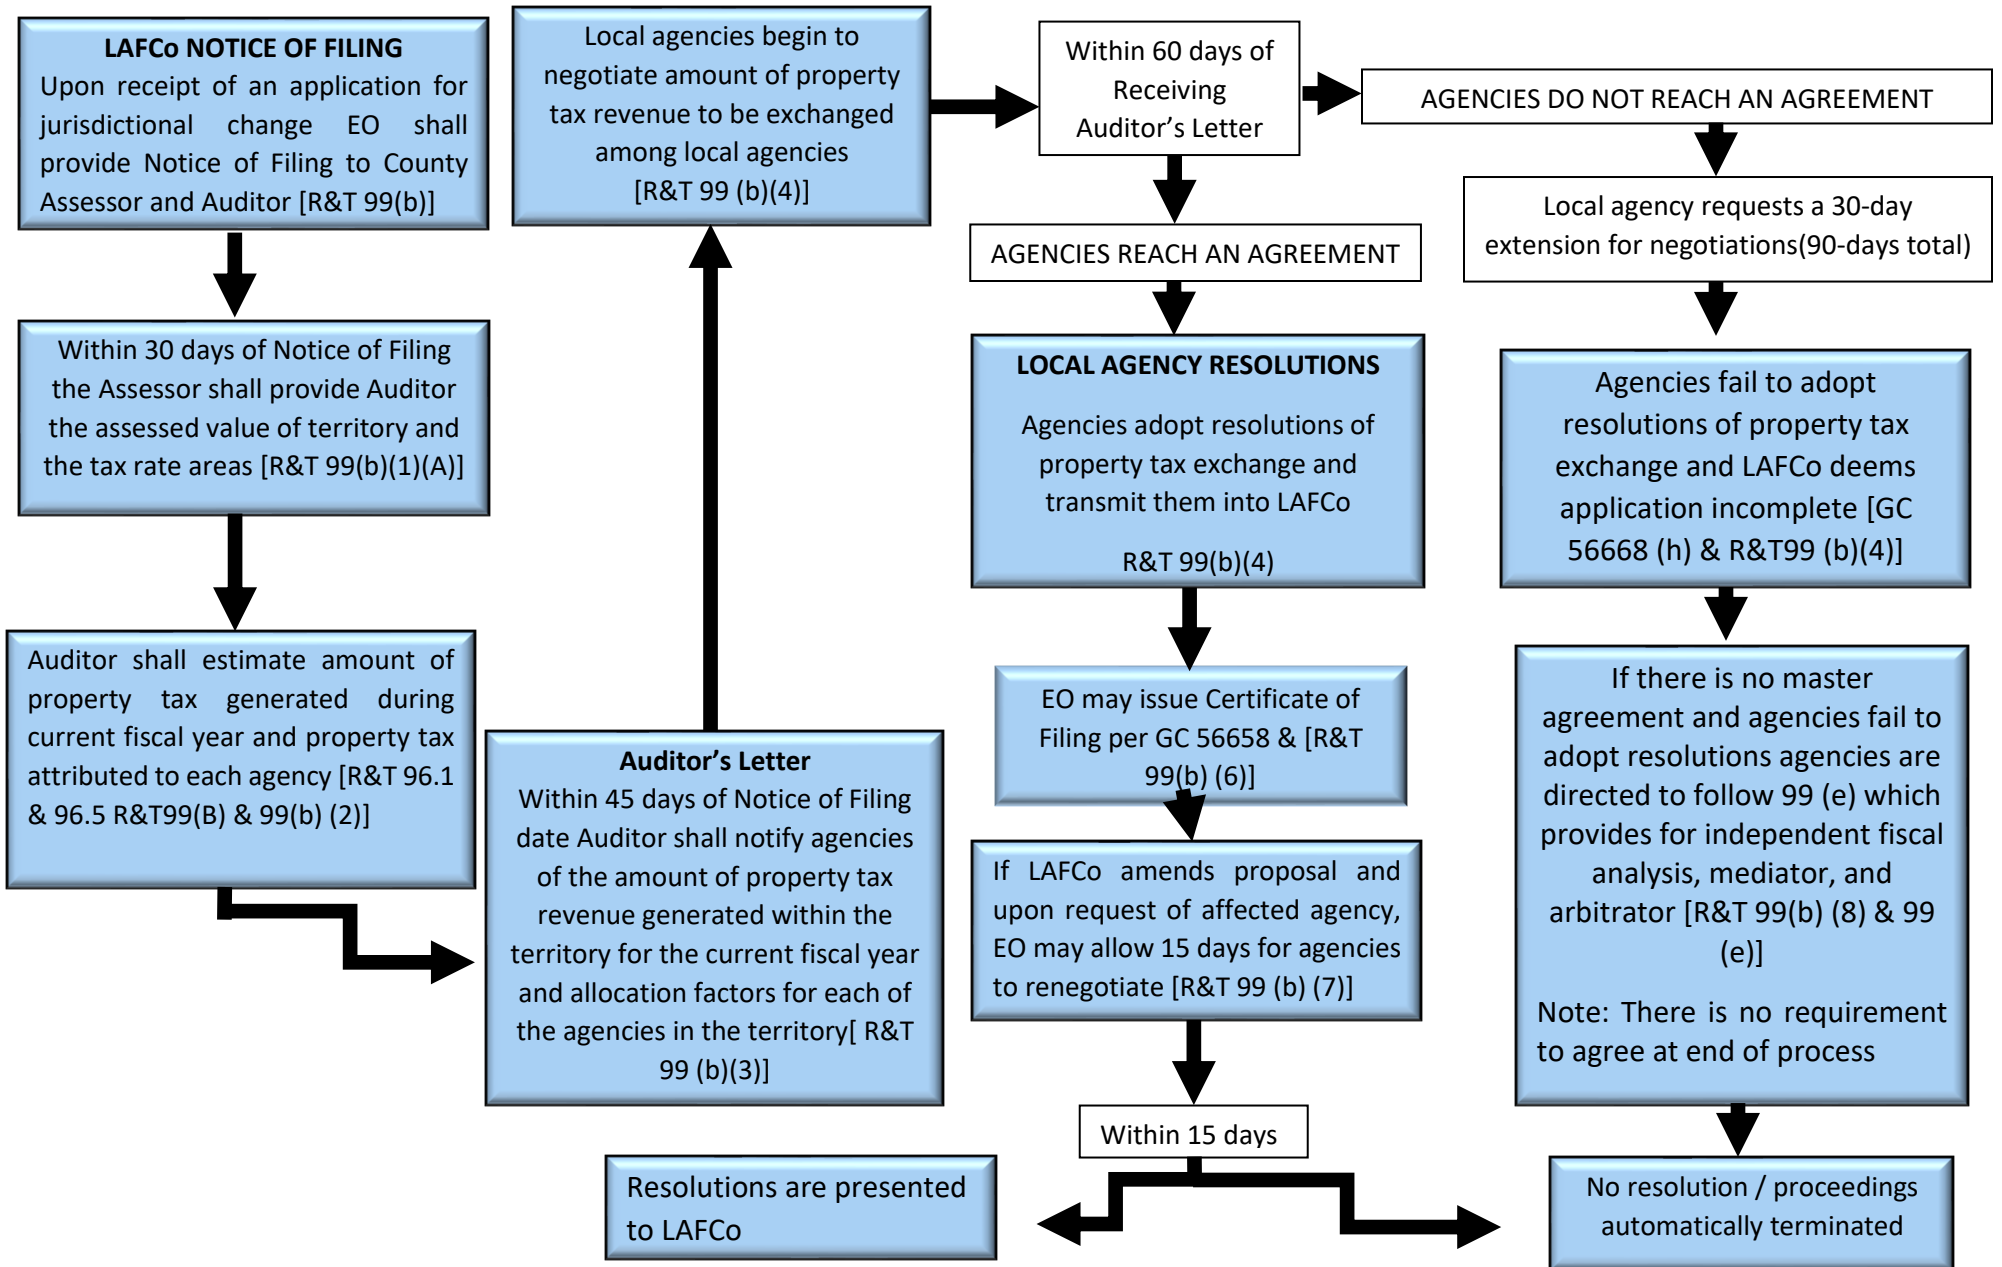 LAFCo NOTICE OF FILING
Upon receipt of an application for
jurisdictional change EO shall
provide Notice of Filing to County
Assessor and Auditor [R&T 99(b)]
Within 30 days of Notice of Filing
the Assessor shall provide Auditor
the assessed value of territory and
the tax rate areas [R&T 99(b)(1)(A)]
Auditor shall estimate amount of
property tax generated during
current fiscal year and property tax
attributed to each agency [R&T 96.1
& 96.5 R&T99(B) & 99(b) (2)]
Auditor's Letter
Within 45 days of Notice of Filing
date Auditor shall notify agencies
of the amount of property tax
revenue generated within the
territory for the current fiscal year
and allocation factors for each of
the agencies in the territory[ R&T
99 (b)(3)]
Local agencies begin to
negotiate amount of property
tax revenue to be exchanged
among local agencies
[R&T 99 (b)(4)]
Within 60 days of
Receiving
Auditor's Letter
AGENCIES REACH AN AGREEMENT
LOCAL AGENCY RESOLUTIONS
Agencies adopt resolutions of
property tax exchange and
transmit them into LAFCo
R&T 99(b)(4)
EO may issue Certificate of
Filing per GC 56658 & [R&T
99(b) (6)]
If LAFCo amends proposal and
upon request of affected agency,
EO may allow 15 days for agencies
to renegotiate [R&T 99 (b) (7)]
Within 15 days
Resolutions are presented
to LAFCo
AGENCIES DO NOT REACH AN AGREEMENT
Local agency requests a 30-day
extension for negotiations(90-days total)
Agencies fail to adopt
resolutions of property tax
exchange and LAFCo deems
application incomplete [GC
56668 (h) & R&T99 (b)(4)]
If there is no master
agreement and agencies fail to
adopt resolutions agencies are
directed to follow 99 (e) which
provides for independent fiscal
analysis, mediator, and
arbitrator [R&T 99(b) (8) & 99
(e)]
Note: There is no requirement
to agree at end of process
No resolution / proceedings
automatically terminated